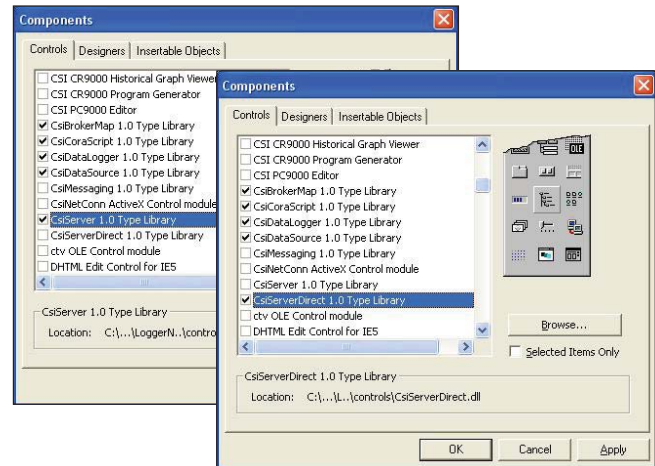 Components
Controls
Designers
Insertable Objects
CSI CR9000 Historical Graph Viewer
CSI CR9000 Program Generator
CSI PC9000 Editor
CsiBrokerMap 1.0 Type Library
CsiCoraScript 1.0 Type Library
CsiDataLogger 1.0 Type Library
CsiDataSource 1.0 Type Library
CsiMessaging 1.0 Type Library
CsiNetConn ActiveX Control module
CsiServer 1.0 Type Library
CsiServerDirect 1.0 Type Library
ctv OLE Control module
DHTML Edit Control for IE5
CsiServer 1.0 Type Library
Location: C:\...\LoggerN..\contro
Components
Controls
Designers
Insertable Objects
CSI CR9000 Historical Graph Viewer
CSI CR9000 Program Generator
CSI PC9000 Editor
CsiBrokerMap 1.0 Type Library
CsiCoraScript 1.0 Type Library
CsiDataLogger 1.0 Type Library
CsiDataSource 1.0 Type Library
CsiMessaging 1.0 Type Library
CsiNetConn ActiveX Control module
CsiServer 1.0 Type Library
CsiServerDirect 1.0 Type Library
ctv OLE Control module
DHTML Edit Control for IE5
OLE
Browse...
Selected Items Only
CsiServerDirect 1.0 Type Library
Location: C:\...\L..\controls\CsiServerDirect.dll
OK
Cancel
Apply